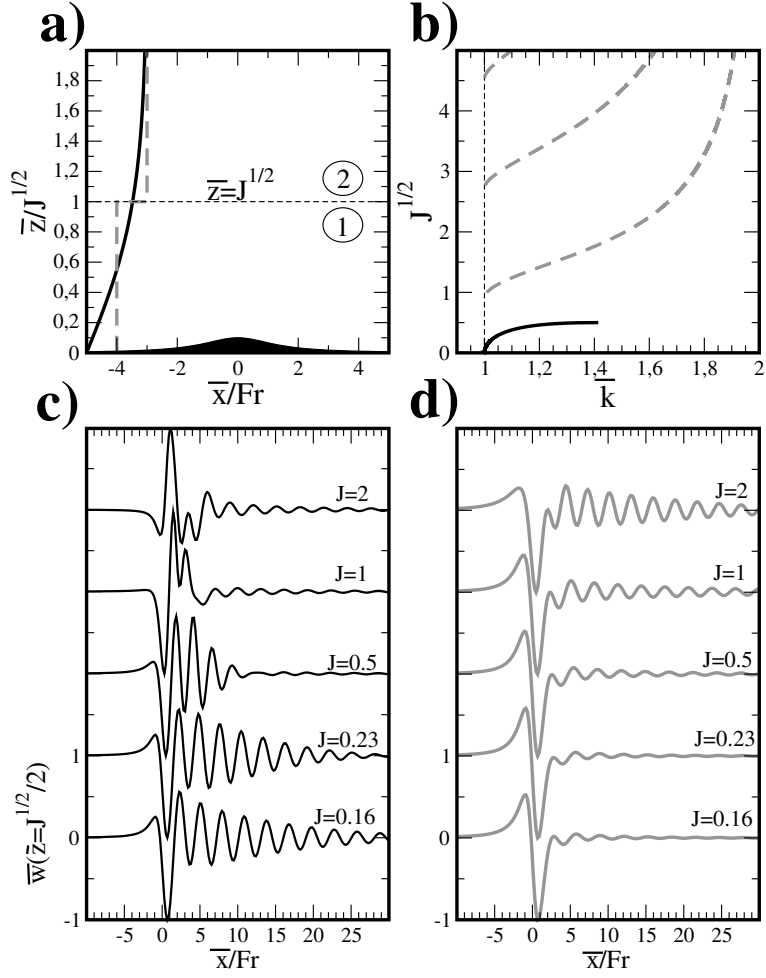 a)
b)
1,8
1,6
1,4
1,2
1
0,8
0,6
0,4
0,2
0
z̅/J^1/2
z̅=J^1/2
2
1
-4
-2
0
2
4
x̅/Fr
4
3
2
1
0
J^1/2
1
1,2
1,4
1,6
1,8
2
k̅
c)
d)
J=2
J=1
J=0.5
J=0.23
J=0.16
1
0
-1
w̅(z̄=J^1/2/2)
-5
0
5
10
15
20
25
x̅/Fr
J=2
J=1
J=0.5
J=0.23
J=0.16
1
0
-1
-5
0
5
10
15
20
25
x̅/Fr